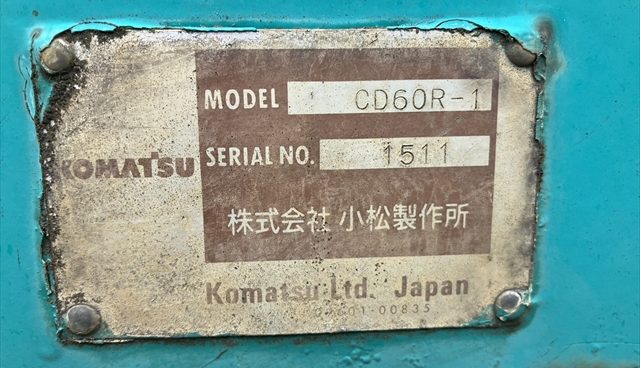 MODEL CD60R-1
KOMATSU
SERIAL NO. 1511
株式会社 小松製作所
Komatsu Ltd. Japan